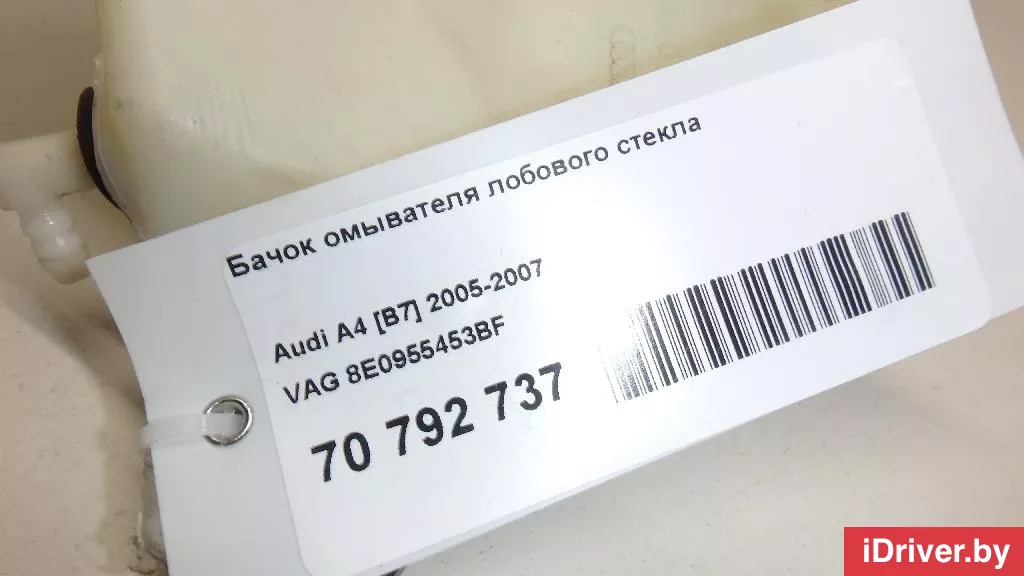 Бачок омывателя лобового стекла
Audi A4 [B7] 2005-2007
VAG 8E0955453BF
70 792 737
iDriver.by